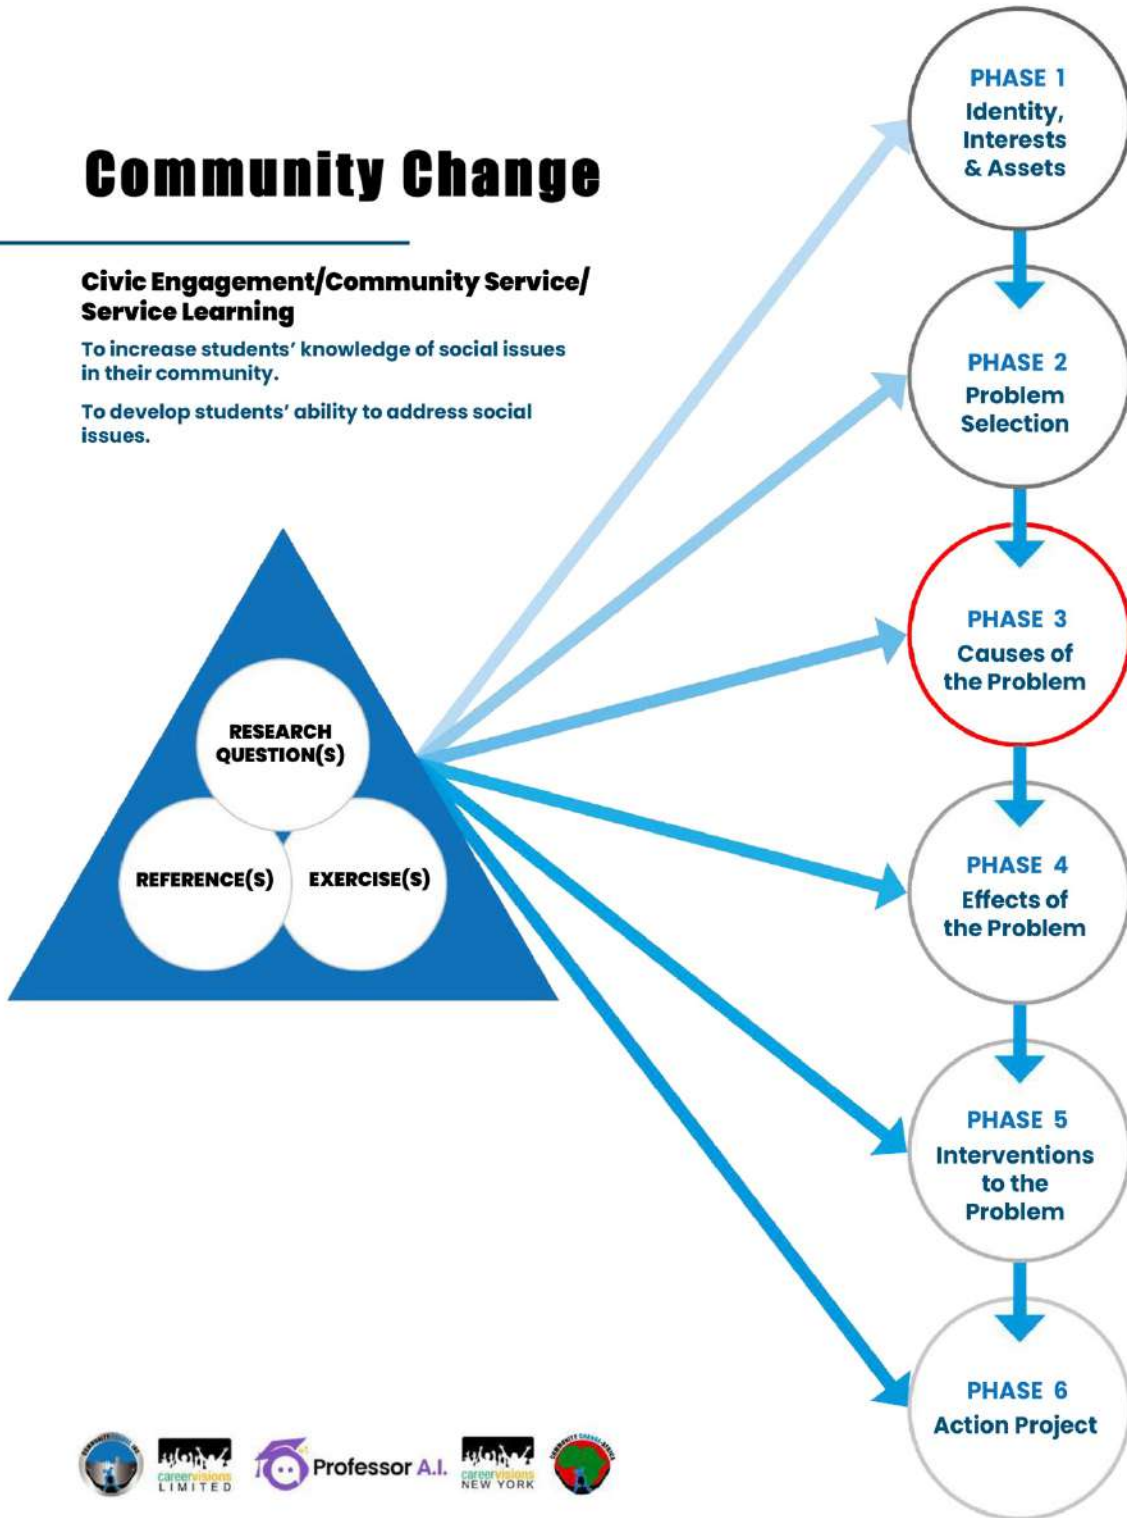 Community Change
Civic Engagement/Community Service/
Service Learning
To increase students' knowledge of social issues
in their community.
To develop students' ability to address social
issues.
RESEARCH
QUESTION(S)
REFERENCE(S)
EXERCISE(S)
PHASE 1
Identity,
Interests
& Assets
PHASE 2
Problem
Selection
PHASE 3
Causes of
the Problem
PHASE 4
Effects of
the Problem
PHASE 5
Interventions
to the
Problem
PHASE 6
Action Project
careervisions
LIMITED
Professor A.I.
careervisions
NEW YORK
COMMUNITY CHANGE AFRICA